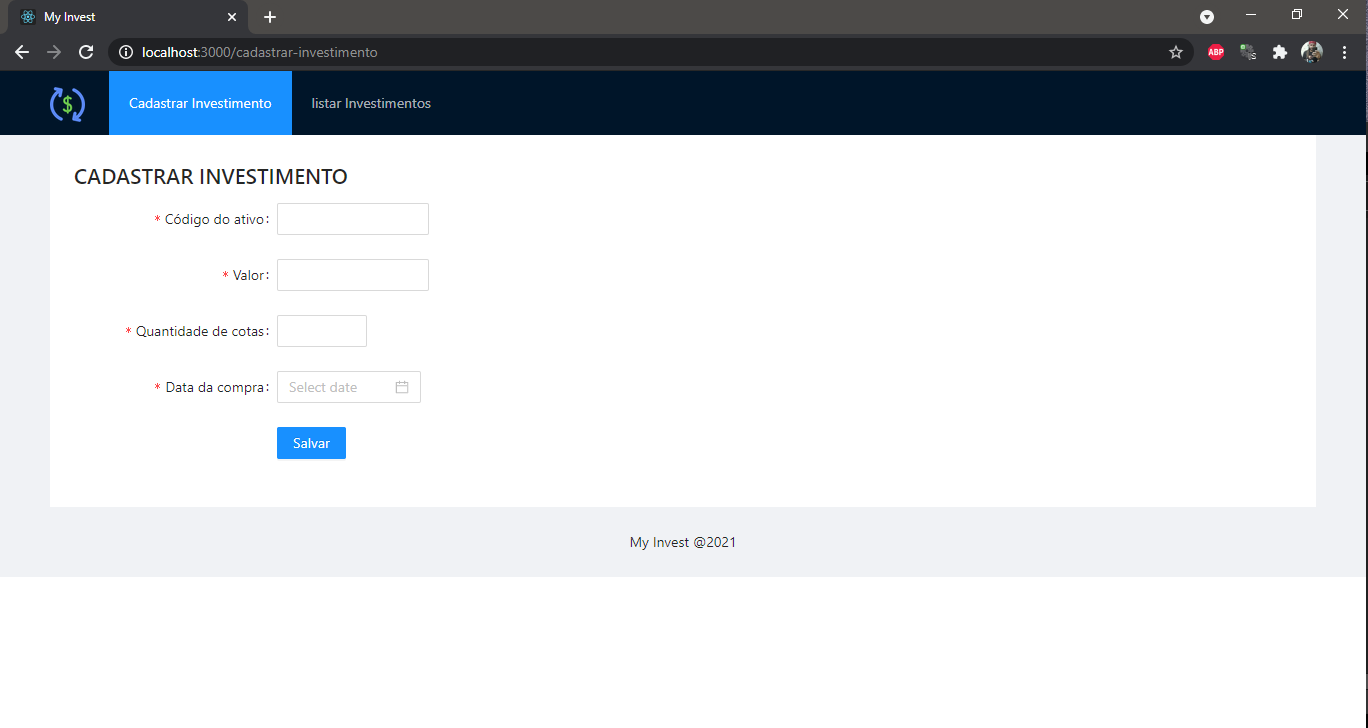 My Invest
localhost:3000/cadastrar-investimento
ABP
S
$
Cadastrar Investimento
listar Investimentos
CADASTRAR INVESTIMENTO
* Código do ativo:
* Valor:
* Quantidade de cotas:
* Data da compra: Select date
Salvar
My Invest @2021